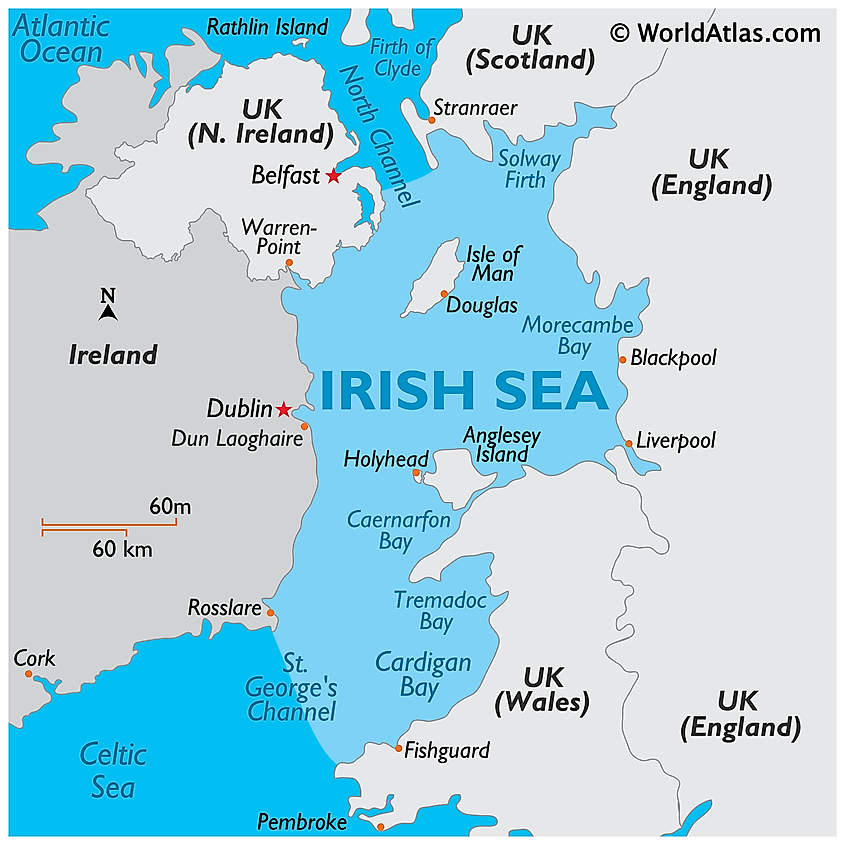 Atlantic
Ocean
Rathlin Island
Firth of
Clyde
UK
(Scotland)
© WorldAtlas.com
North Channel
Stranraer
UK
(N. Ireland)
Belfast
Solway
Firth
UK
(England)
Warren-
Point
Isle of
Man
Douglas
N
Ireland
Morecambe
Bay
Blackpool
IRISH SEA
Dublin
Dun Laoghaire
Anglesey
Island
Liverpool
Holyhead
60m
60 km
Caernarfon
Bay
Rosslare
Tremadoc
Bay
Cork
St.
George's
Channel
Cardigan
Bay
UK
(Wales)
UK
(England)
Celtic
Sea
Fishguard
Pembroke